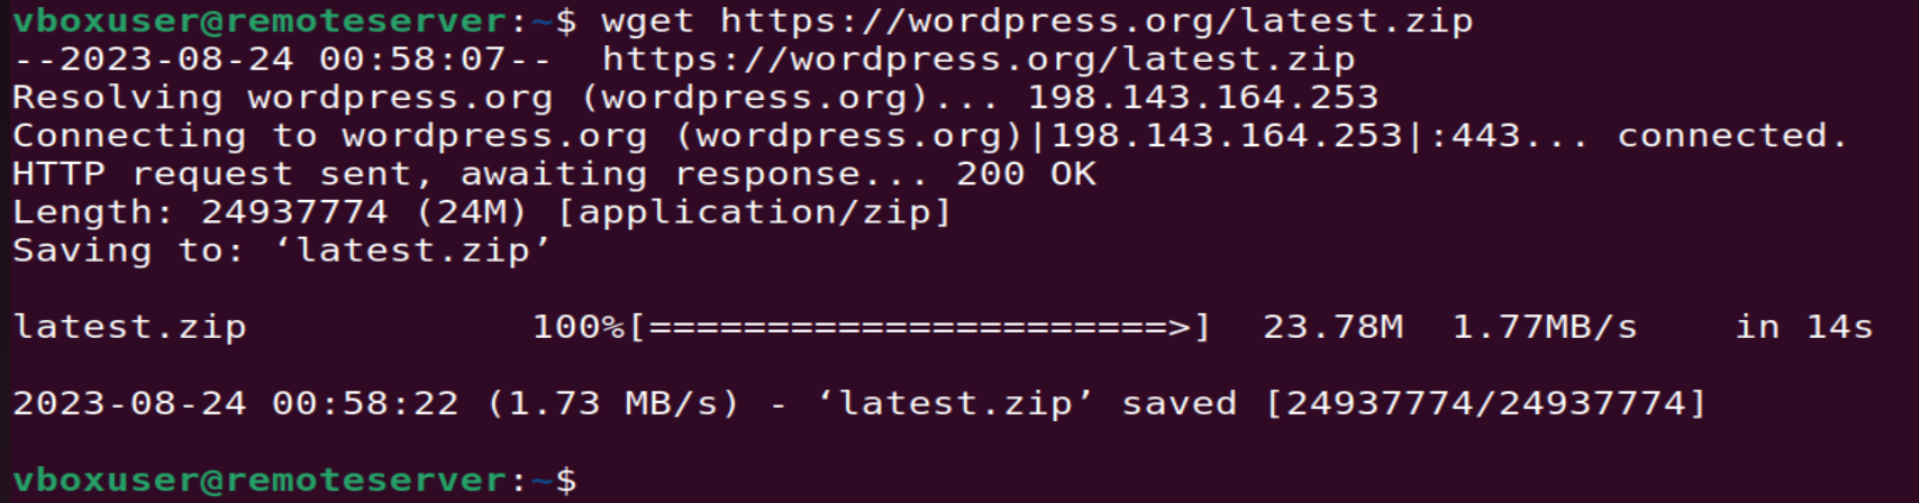 vboxuser@remoteserver:~$ wget https://wordpress.org/latest.zip
--2023-08-24 00:58:07--  https://wordpress.org/latest.zip
Resolving wordpress.org (wordpress.org)... 198.143.164.253
Connecting to wordpress.org (wordpress.org)|198.143.164.253|:443... connected.
HTTP request sent, awaiting response... 200 OK
Length: 24937774 (24M) [application/zip]
Saving to: ‘latest.zip’
latest.zip            100%[======================>]  23.78M  1.77MB/s    in 14s
2023-08-24 00:58:22 (1.73 MB/s) - ‘latest.zip’ saved [24937774/24937774]
vboxuser@remoteserver:~$